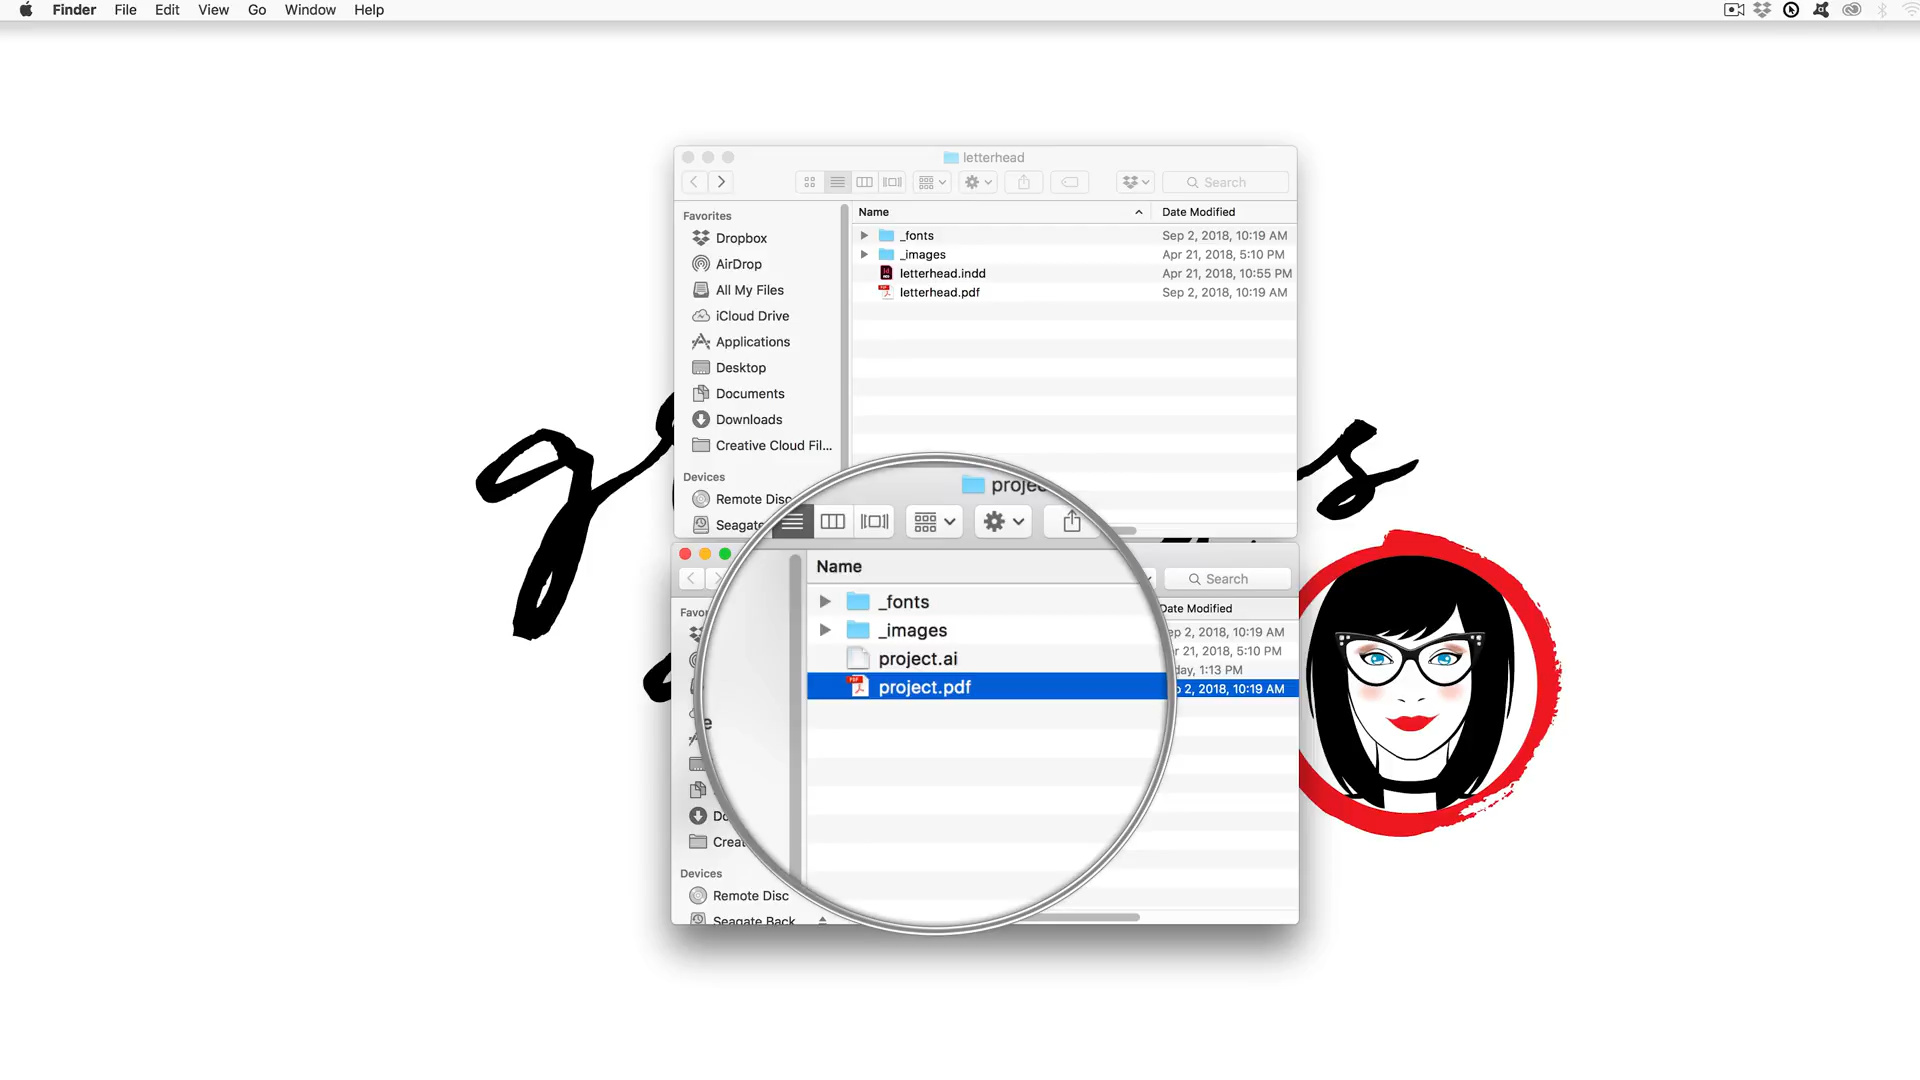 Finder File Edit View Go Window Help
letterhead
Search
Favorites
Name Date Modified
Dropbox
_fonts Sep 2, 2018, 10:19 AM
AirDrop
_images Apr 21, 2018, 5:10 PM
letterhead.indd Apr 21, 2018, 10:55 PM
All My Files
letterhead.pdf Sep 2, 2018, 10:19 AM
iCloud Drive
Applications
Desktop
Documents
Downloads
Creative Cloud Fil...
Devices
Remote Disc
Seagate
Search
Name
Date Modified
_fonts
_images
project.ai
project.pdf
2, 2018, 10:19 AM
21, 2018, 5:10 PM
1:13 PM
2, 2018, 10:19 AM
Devices
Remote Disc
Seagate Back